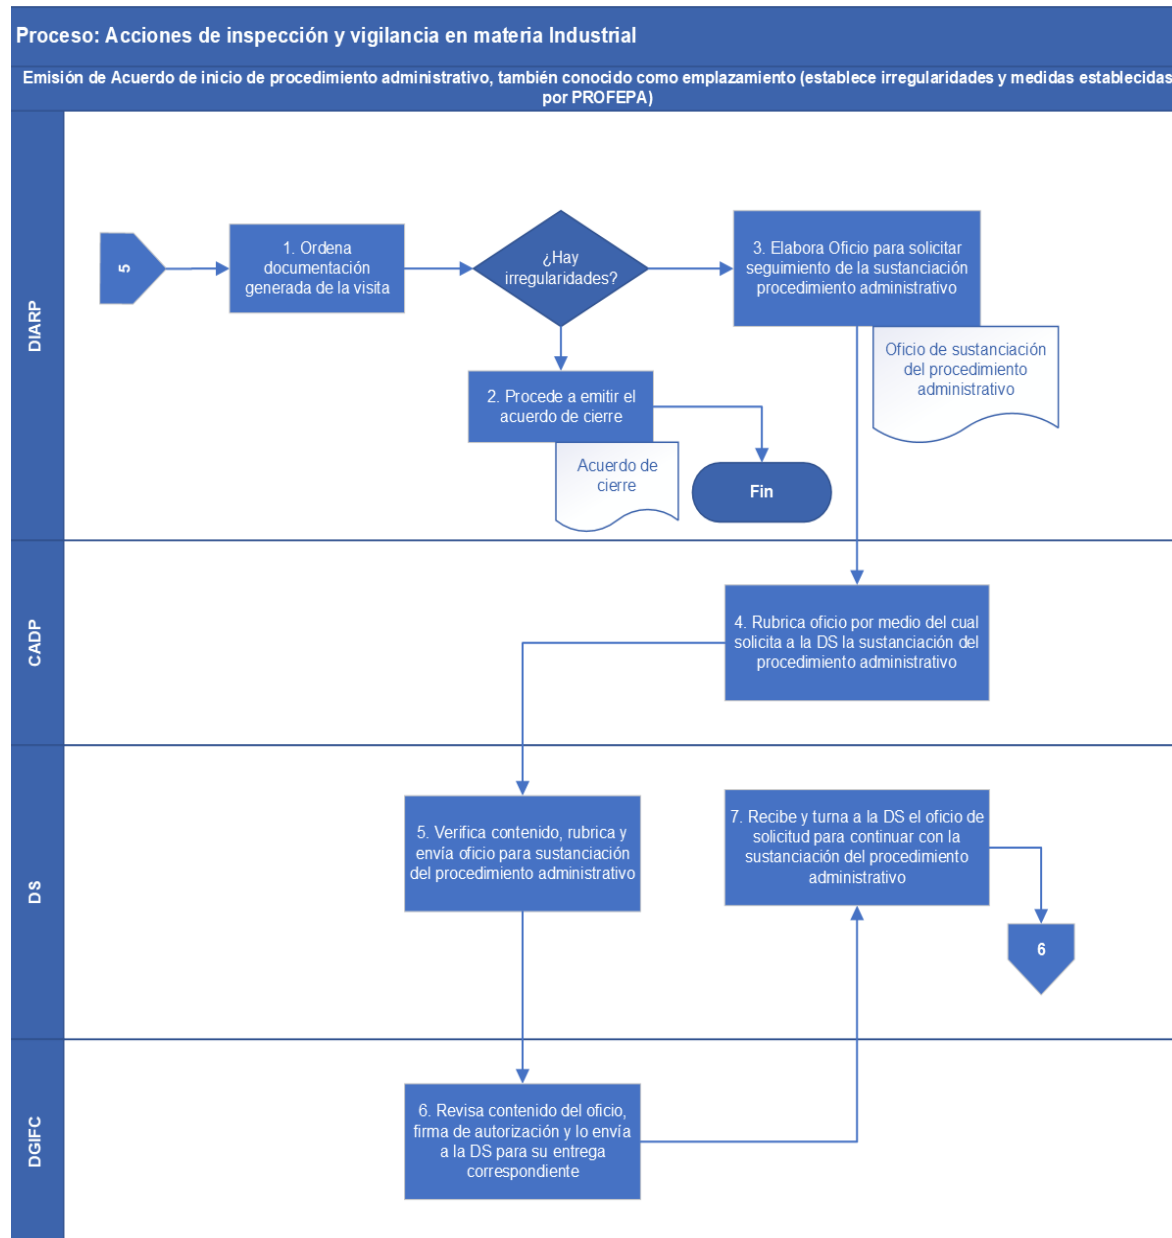 Proceso: Acciones de inspección y vigilancia en materia Industrial
Emisión de Acuerdo de inicio de procedimiento administrativo, también conocido como emplazamiento (establece irregularidades y medidas establecidas
por PROFEPA)
DIARP
5
1. Ordena
documentación
generada de la visita
¿Hay
irregularidades?
3. Elabora Oficio para solicitar
seguimiento de la sustanciación
procedimiento administrativo
Oficio de sustanciación
del procedimiento
administrativo
2. Procede a emitir el
acuerdo de cierre
Acuerdo de
cierre
Fin
CADP
4. Rubrica oficio por medio del cual
solicita a la DS la sustanciación del
procedimiento administrativo
DS
5. Verifica contenido, rubrica y
envía oficio para sustanciación
del procedimiento administrativo
7. Recibe y turna a la DS el oficio de
solicitud para continuar con la
sustanciación del procedimiento
administrativo
6
DGIFC
6. Revisa contenido del oficio,
firma de autorización y lo envía
a la DS para su entrega
correspondiente